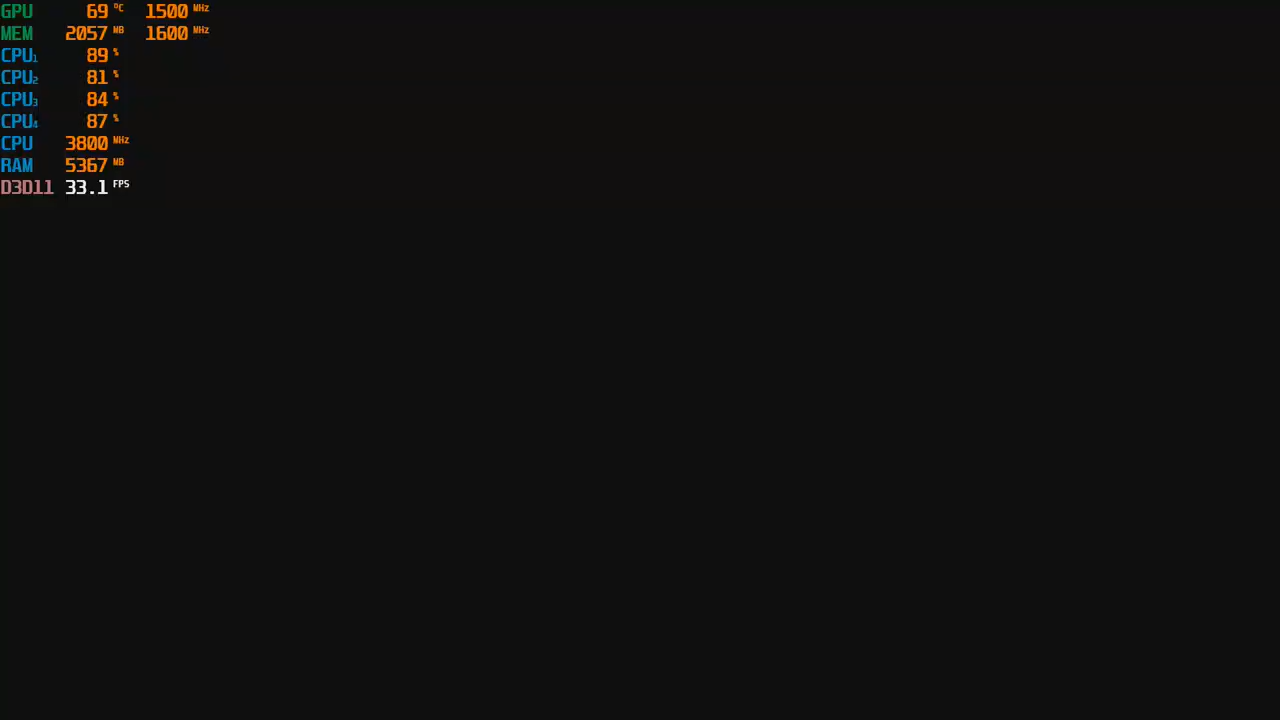 GPU 69 °C 1500 MHz
MEM 2057 MB 1600 MHz
CPU1 89 %
CPU2 81 %
CPU3 84 %
CPU4 87 %
CPU 3800 MHz
RAM 5367 MB
D3D11 33.1 FPS